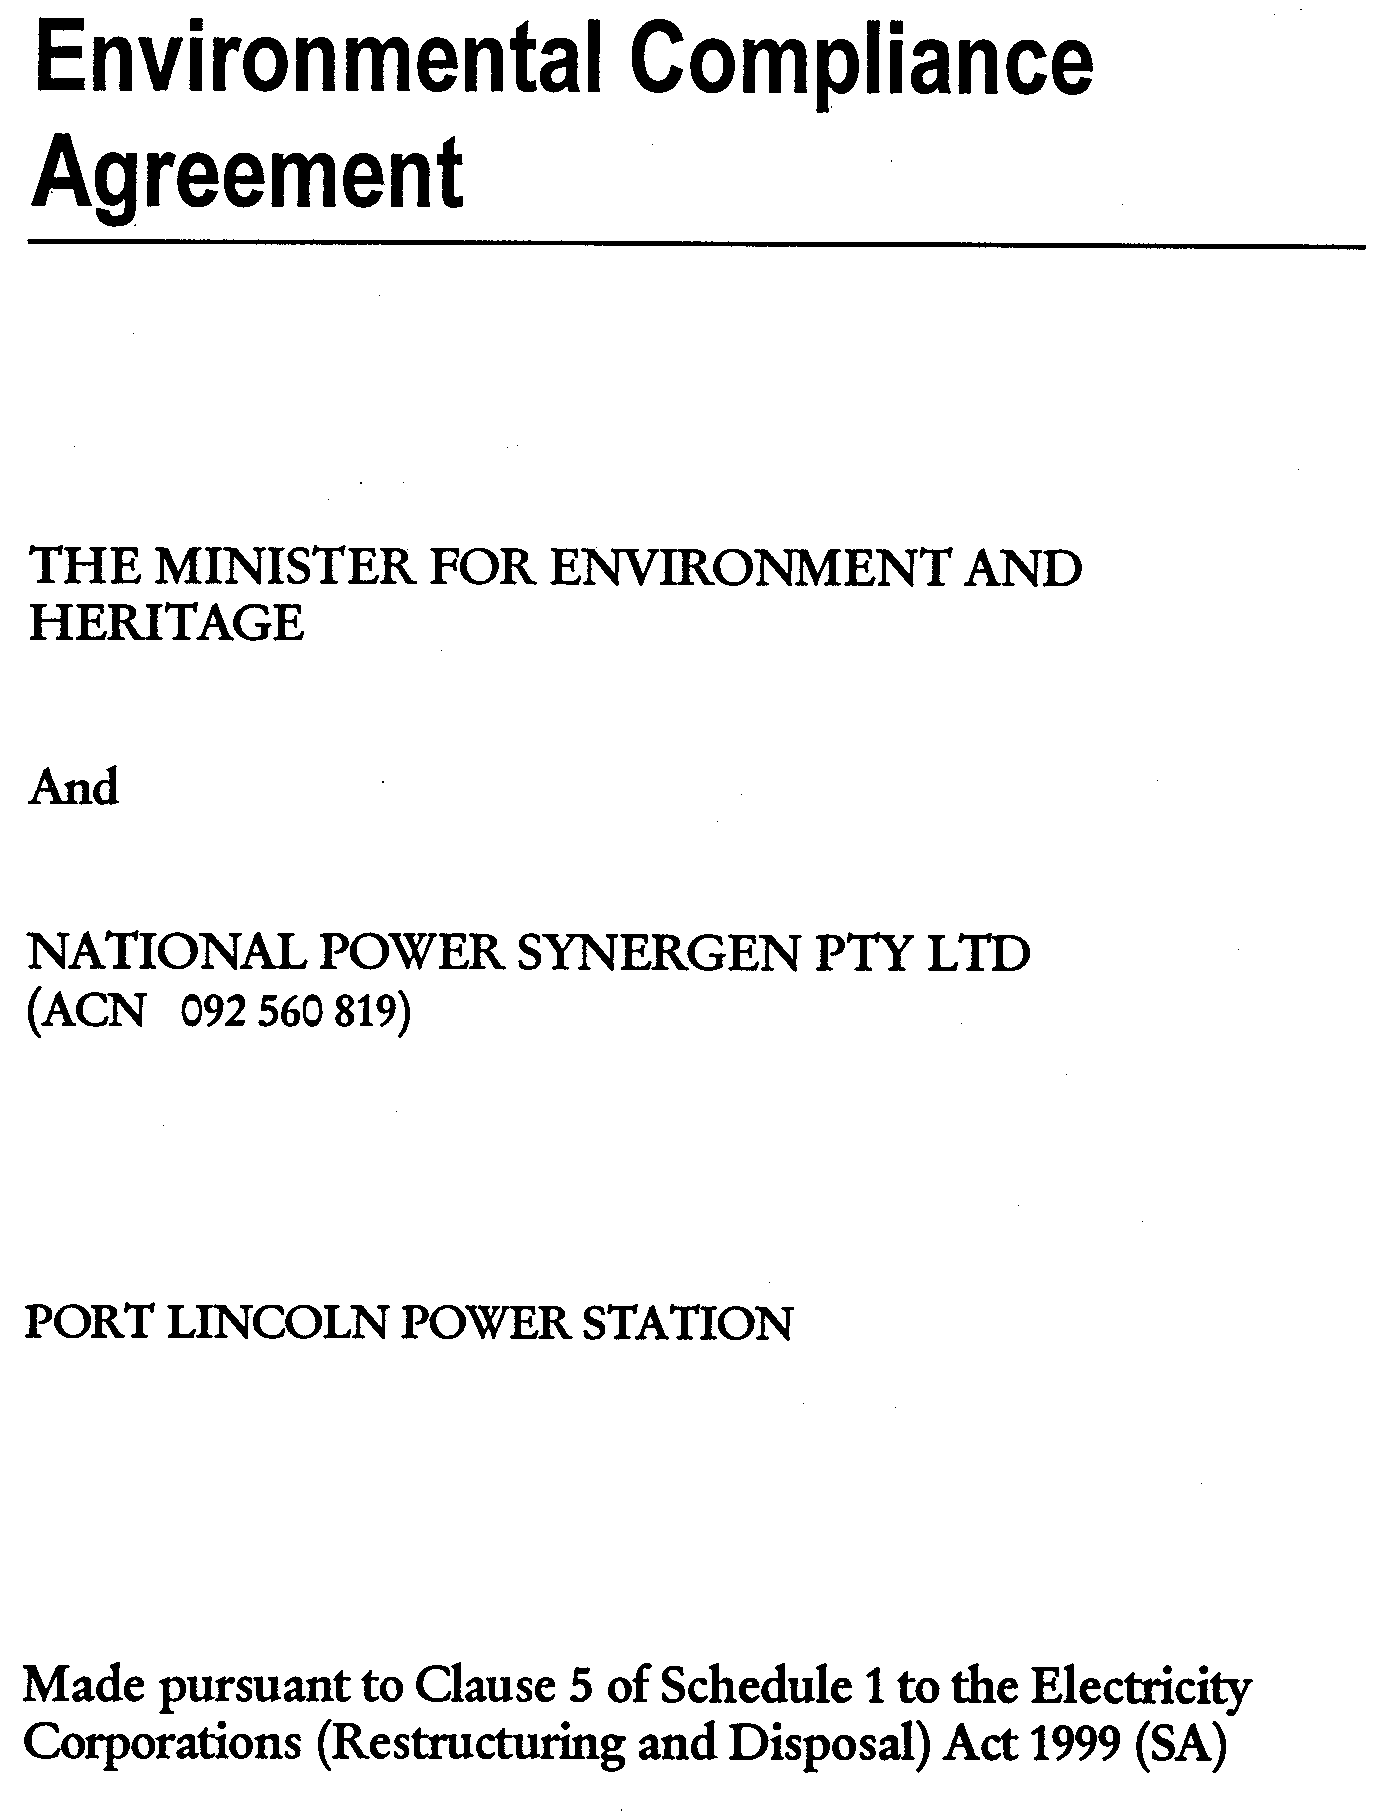 Environmental Compliance
Agreement
THE MINISTER FOR ENVIRONMENT AND
HERITAGE
And
NATIONAL POWER SYNERGEN PTY LTD
(ACN 092 560 819)
PORT LINCOLN POWER STATION
Made pursuant to Clause 5 of Schedule 1 to the Electricity
Corporations (Restructuring and Disposal) Act 1999 (SA)